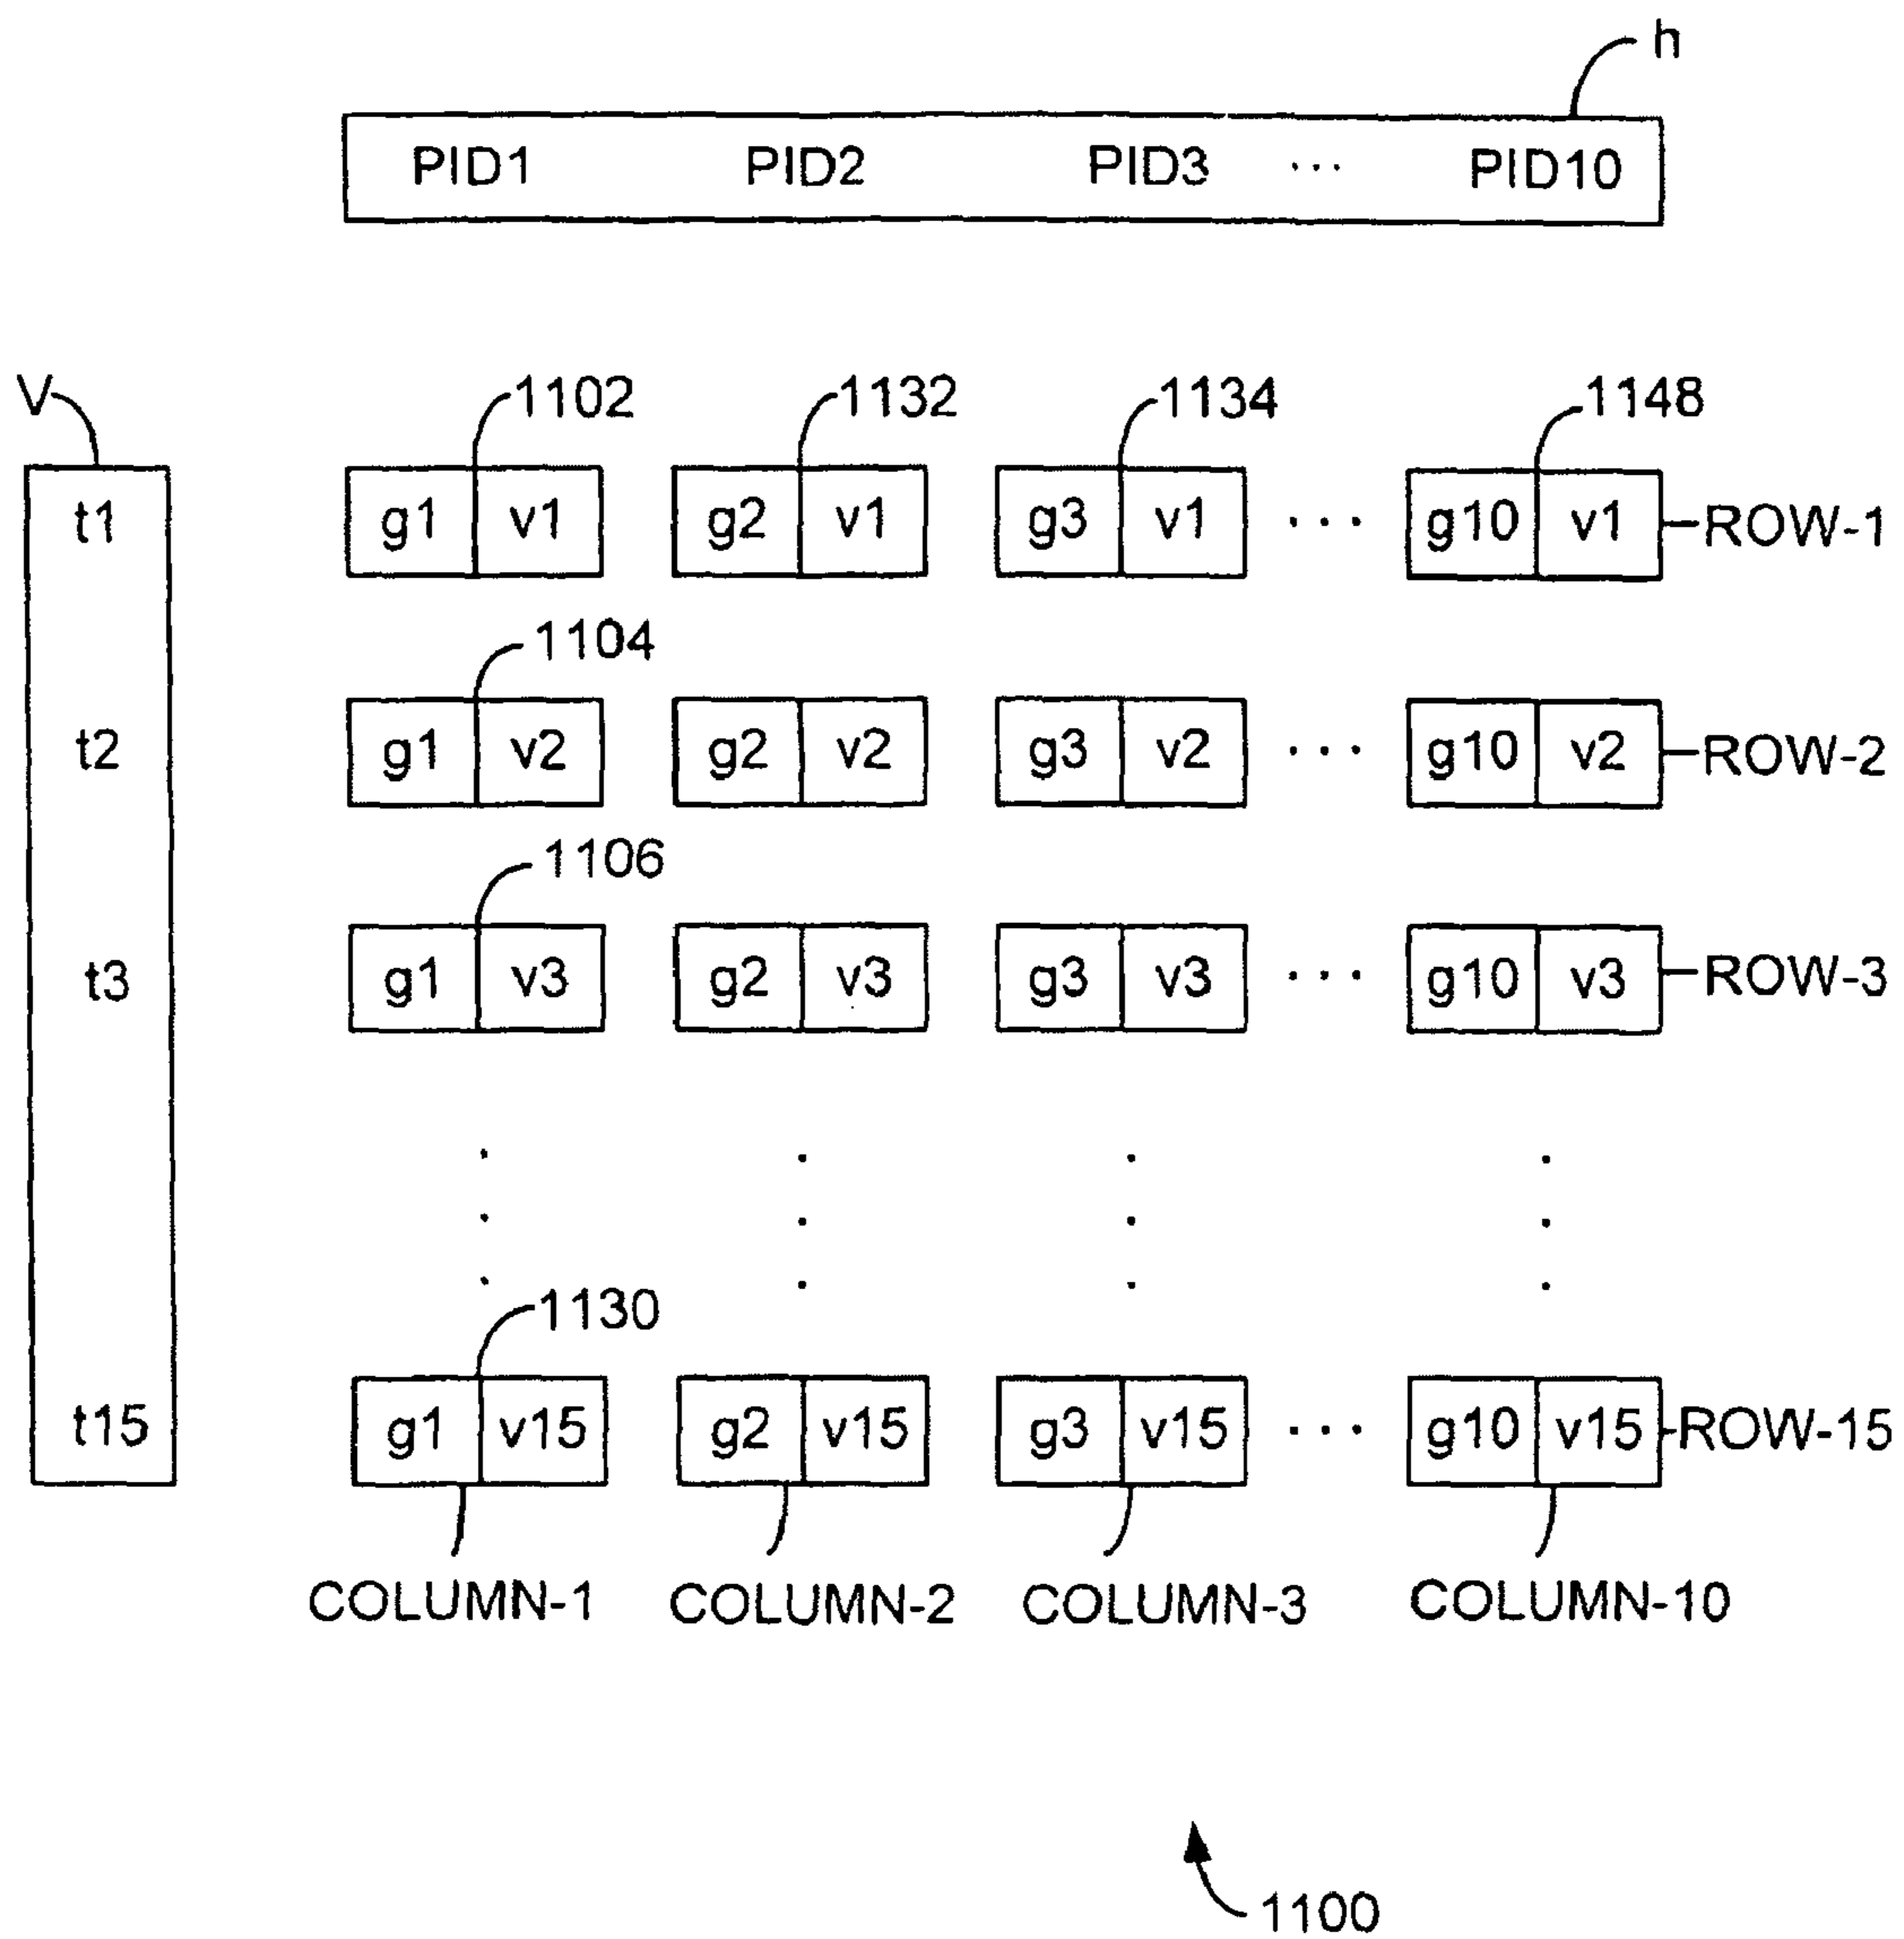 h
PID1 PID2 PID3 ... PID10
V 1102 1132 1134 1148
t1 g1 v1 g2 v1 g3 v1 ... g10 v1 ROW-1
1104
t2 g1 v2 g2 v2 g3 v2 ... g10 v2 ROW-2
1106
t3 g1 v3 g2 v3 g3 v3 ... g10 v3 ROW-3
1130
t15 g1 v15 g2 v15 g3 v15 ... g10 v15 ROW-15
COLUMN-1 COLUMN-2 COLUMN-3 COLUMN-10
1100